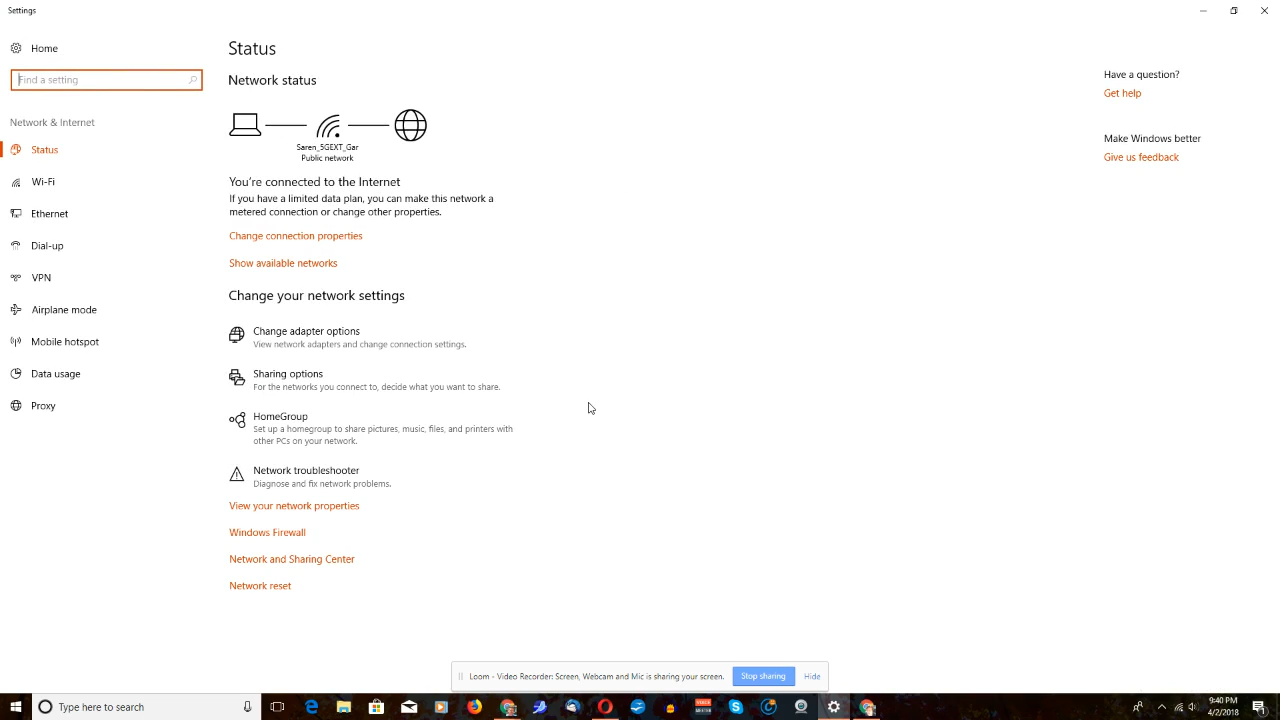 Settings
Home
Find a setting
Network & Internet
Status
Wi-Fi
Ethernet
Dial-up
VPN
Airplane mode
Mobile hotspot
Data usage
Proxy
Status
Network status
Saren_5GEXT_Gar
Public network
You're connected to the Internet
If you have a limited data plan, you can make this network a
metered connection or change other properties.
Change connection properties
Show available networks
Change your network settings
Change adapter options
View network adapters and change connection settings.
Sharing options
For the networks you connect to, decide what you want to share.
HomeGroup
Set up a homegroup to share pictures, music, files, and printers with
other PCs on your network.
Network troubleshooter
Diagnose and fix network problems.
View your network properties
Windows Firewall
Network and Sharing Center
Network reset
Have a question?
Get help
Make Windows better
Give us feedback
Loom - Video Recorder: Screen, Webcam and Mic is sharing your screen.
Stop sharing
Hide
Type here to search
9:40 PM
4/2/2018